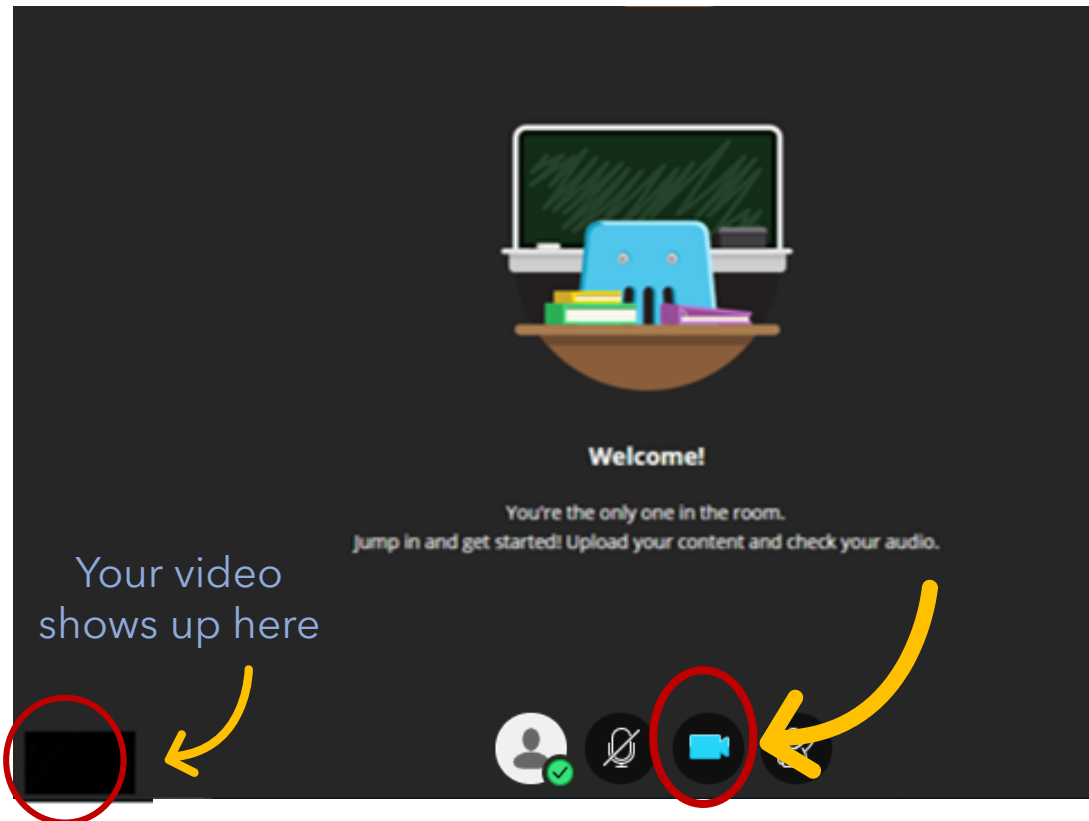 Welcome!
You're the only one in the room.
Jump in and get started! Upload your content and check your audio.
Your video
shows up here